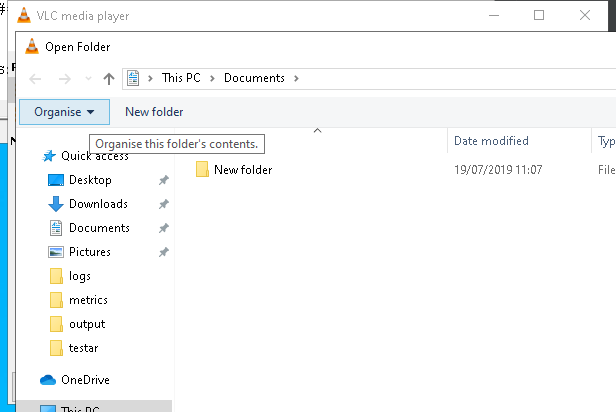 VLC media player
Open Folder
This PC > Documents >
Organise New folder
Organise this folder's contents.
Date modified Typ
Quick access
New folder 19/07/2019 11:07 File
Desktop
Downloads
Documents
Pictures
logs
metrics
output
testar
OneDrive
This PC